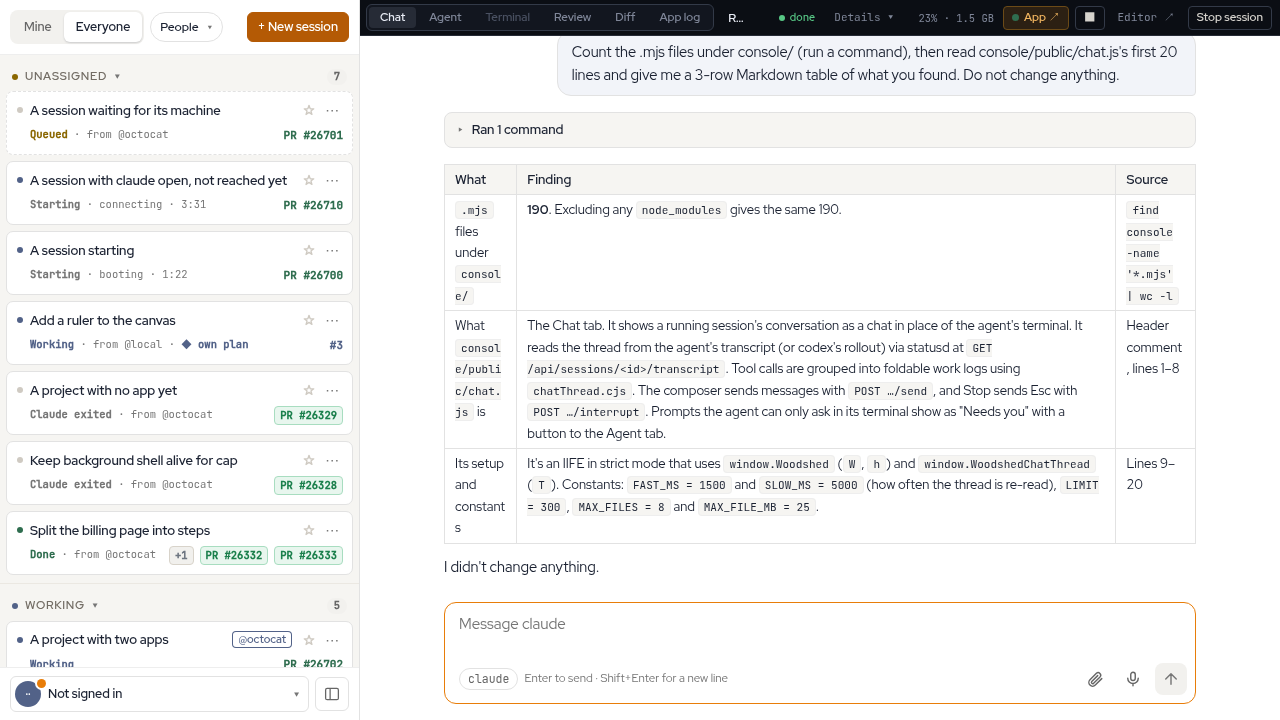 Mine Everyone People ▾ + New session
Chat Agent Terminal Review Diff App log R... done Details ▾ 23% · 1.5 GB App ↗ Editor ↗ Stop session
UNASSIGNED ▾ 7
A session waiting for its machine
Queued · from @octocat PR #26701
A session with claude open, not reached yet
Starting · connecting · 3:31 PR #26710
A session starting
Starting · booting · 1:22 PR #26700
Add a ruler to the canvas
Working · from @local · ◆ own plan #3
A project with no app yet
Claude exited · from @octocat PR #26329
Keep background shell alive for cap
Claude exited · from @octocat PR #26328
Split the billing page into steps
Done · from @octocat +1 PR #26332 PR #26333
WORKING ▾ 5
A project with two apps @octocat
Working PR #26702
Not signed in ▾
Count the .mjs files under console/ (run a command), then read console/public/chat.js's first 20
lines and give me a 3-row Markdown table of what you found. Do not change anything.
Ran 1 command
What Finding Source
.mjs
files
under
consol
e/
190. Excluding any node_modules gives the same 190.
find
console
-name
'*.mjs'
| wc -l
What
consol
e/publi
c/chat.
js is
The Chat tab. It shows a running session's conversation as a chat in place of the agent's terminal. It
reads the thread from the agent's transcript (or codex's rollout) via statusd at GET
/api/sessions/<id>/transcript. Tool calls are grouped into foldable work logs using
chatThread.cjs. The composer sends messages with POST …/send, and Stop sends Esc with
POST …/interrupt. Prompts the agent can only ask in its terminal show as "Needs you" with a
button to the Agent tab.
Header
comment
, lines 1–8
Its setup
and
constant
s
It's an IIFE in strict mode that uses window.Woodshed (W, h) and window.WoodshedChatThread
(T). Constants: FAST_MS = 1500 and SLOW_MS = 5000 (how often the thread is re-read), LIMIT
= 300, MAX_FILES = 8 and MAX_FILE_MB = 25.
Lines 9–
20
I didn't change anything.
Message claude
claude Enter to send · Shift+Enter for a new line